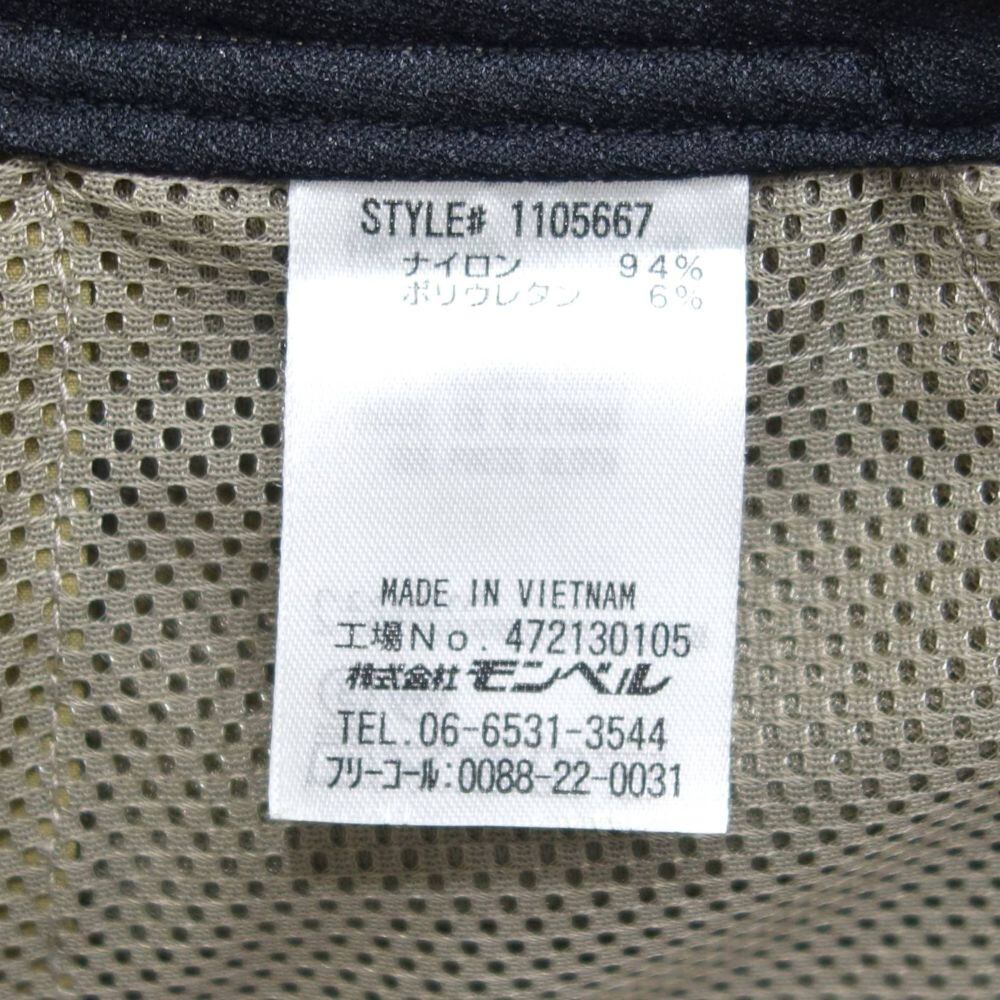 STYLE# 1105667
ナイロン 94%
ポリウレタン 6%
MADE IN VIETNAM
工場No. 472130105
株式会社 モンベル
TEL.06-6531-3544
フリーコール:0088-22-0031